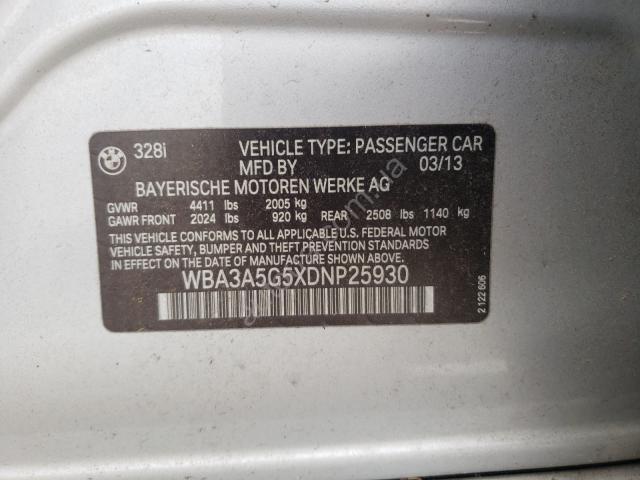 328i VEHICLE TYPE: PASSENGER CAR
MFD BY 03/13
BAYERISCHE MOTOREN WERKE AG
GVWR 4411 lbs 2005 kg
GAWR FRONT 2024 lbs 920 kg REAR 2508 lbs 1140 kg
THIS VEHICLE CONFORMS TO ALL APPLICABLE U.S. FEDERAL MOTOR
VEHICLE SAFETY, BUMPER AND THEFT PREVENTION STANDARDS IN
EFFECT ON THE DATE OF MANUFACTURE SHOWN ABOVE.
WBA3A5G5XDNP25930
2 122 606